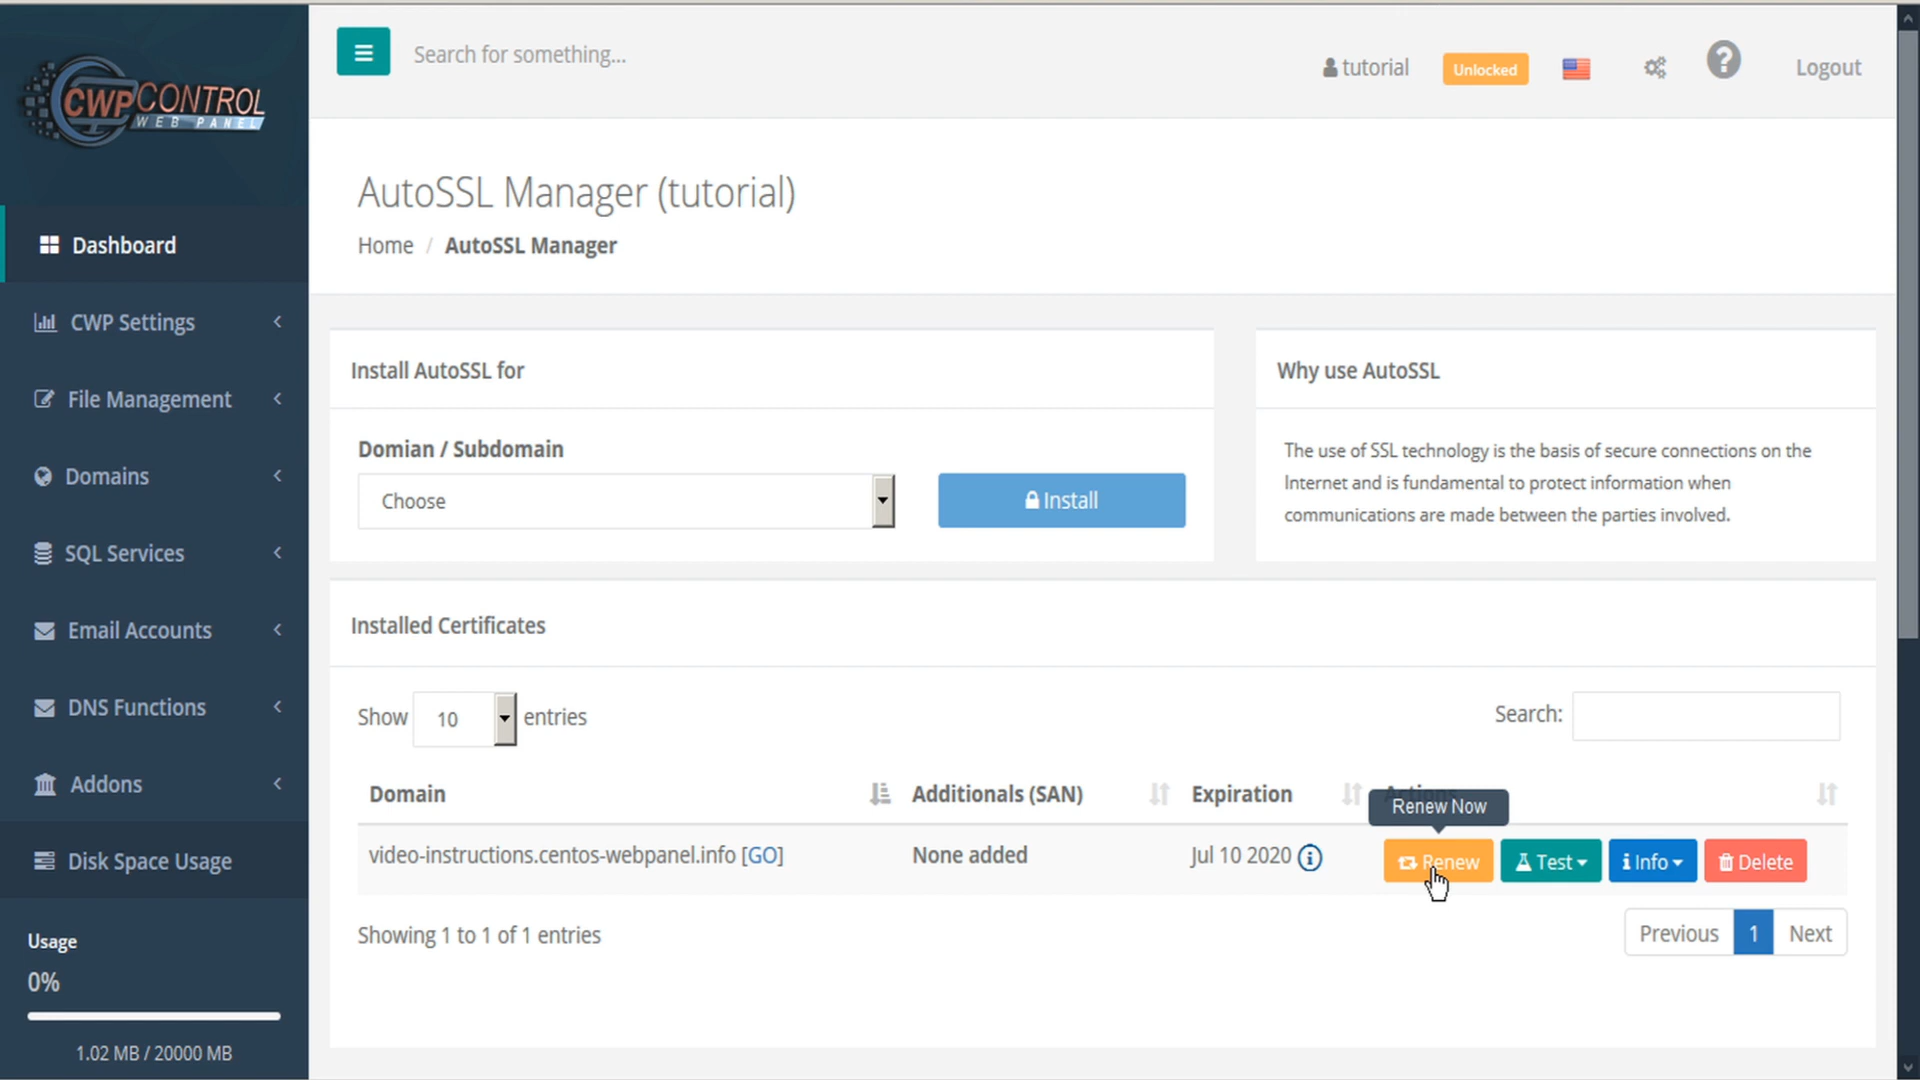 CWP CONTROL
WEB PANEL
Search for something...
tutorial
Unlocked
?
Logout
AutoSSL Manager (tutorial)
Home / AutoSSL Manager
Dashboard
CWP Settings
File Management
Domains
SQL Services
Email Accounts
DNS Functions
Addons
Disk Space Usage
Usage
0%
1.02 MB / 20000 MB
Install AutoSSL for
Domian / Subdomain
Choose
Install
Why use AutoSSL
The use of SSL technology is the basis of secure connections on the
Internet and is fundamental to protect information when
communications are made between the parties involved.
Installed Certificates
Show 10 entries
Search:
Domain Additionals (SAN) Expiration Actions
Renew Now
video-instructions.centos-webpanel.info [GO] None added Jul 10 2020 Renew Test Info Delete
Showing 1 to 1 of 1 entries
Previous 1 Next